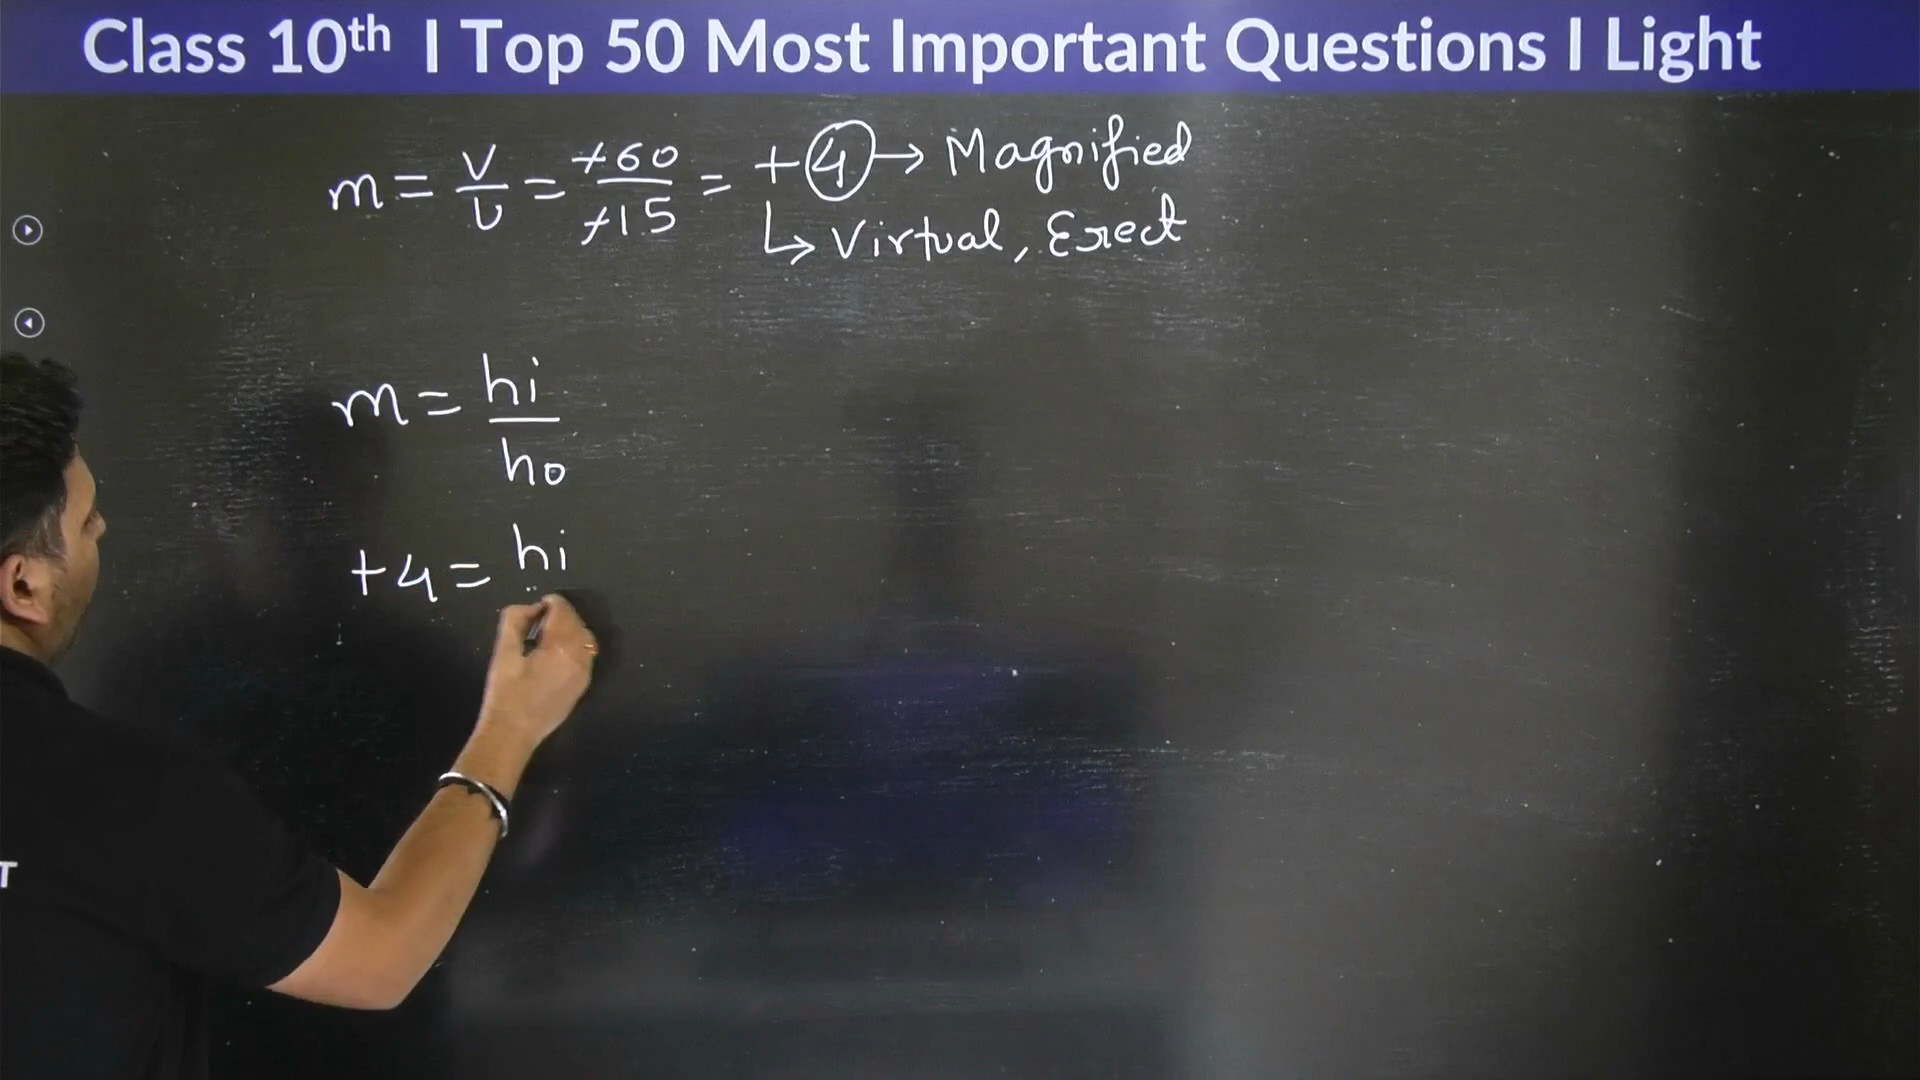 Class 10th I Top 50 Most Important Questions I Light
m = v/u = +60/+15 = +4 → Magnified
↳ Virtual, Erect
m = hi/ho
+4 = hi
T